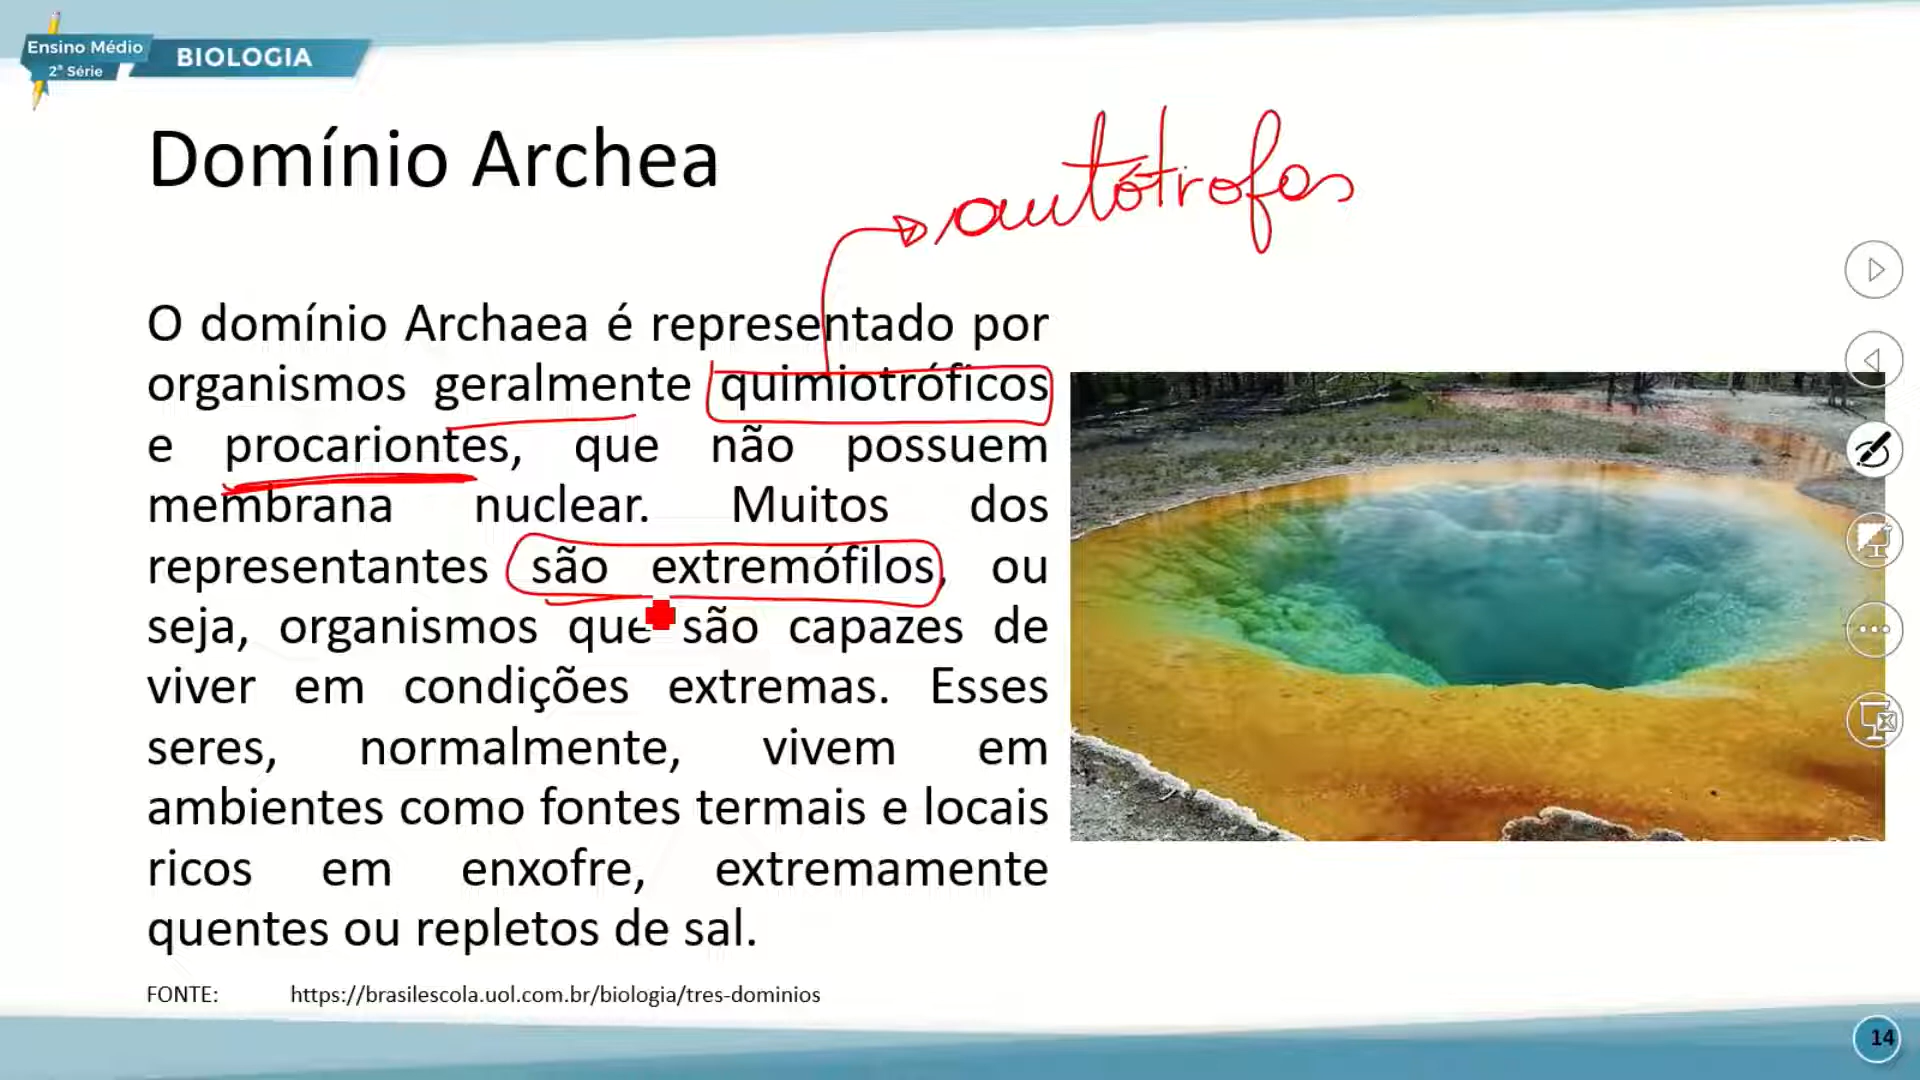 Ensino Médio
2ª Série
BIOLOGIA
Domínio Archea
autótrofos
O domínio Archaea é representado por
organismos geralmente quimiotróficos
e procariontes, que não possuem
membrana nuclear. Muitos dos
representantes são extremófilos, ou
seja, organismos que são capazes de
viver em condições extremas. Esses
seres, normalmente, vivem em
ambientes como fontes termais e locais
ricos em enxofre, extremamente
quentes ou repletos de sal.
FONTE: https://brasilescola.uol.com.br/biologia/tres-dominios
14